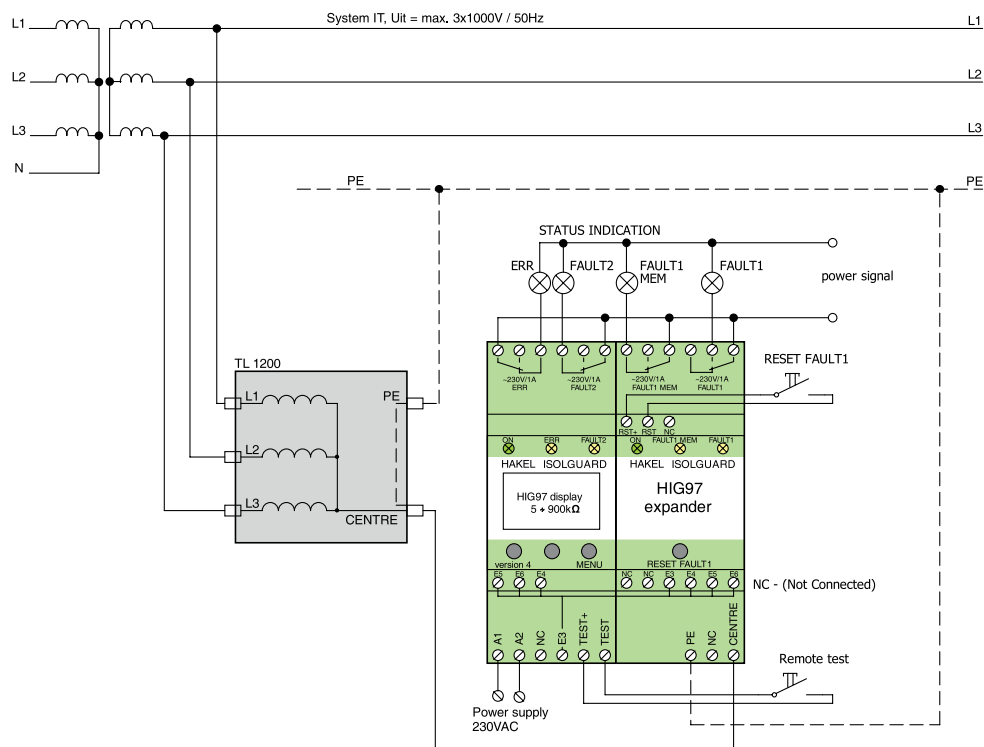 System IT, Uit = max. 3x1000V / 50Hz
L1 L1
L2 L2
L3 L3
N
PE PE
STATUS INDICATION
ERR FAULT2 FAULT1 MEM FAULT1
power signal
TL 1200
L1 PE
L2
L3 CENTRE
~230V/1A ERR
~230V/1A FAULT2
~230V/1A FAULT1 MEM
~230V/1A FAULT1
RESET FAULT1
RST+ RST NC
ON ERR FAULT2 ON FAULT1 MEM FAULT1
HAKEL ISOLGUARD HAKEL ISOLGUARD
HIG97 display
5 ÷ 900kΩ
HIG97
expander
version 4 MENU RESET FAULT1
E5 E6 E4 NC NC E3 E4 E5 E6
NC - (Not Connected)
A1 A2 NC E3 TEST+ TEST PE NC CENTRE
Remote test
Power supply
230VAC